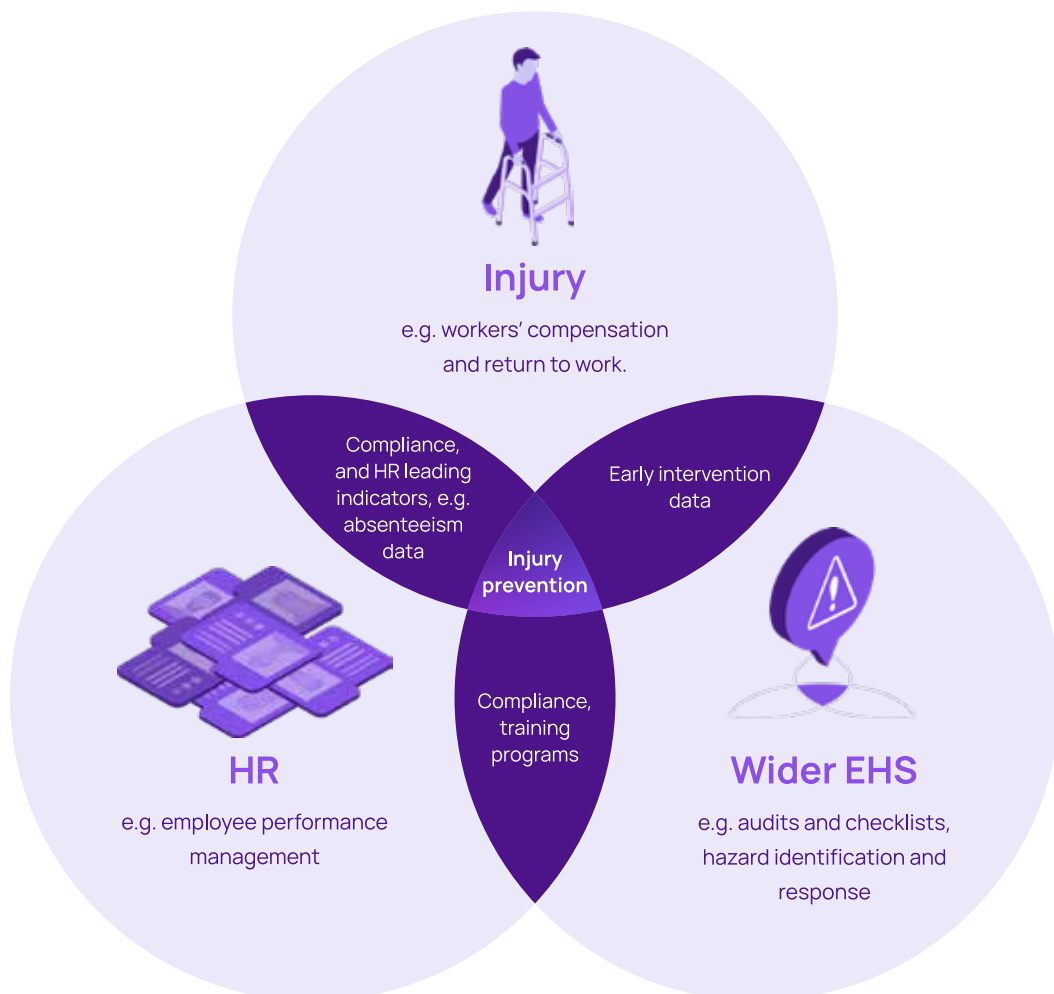 Injury
e.g. workers' compensation
and return to work.
Compliance,
and HR leading
indicators, e.g.
absenteeism
data
Early intervention
data
Injury
prevention
Compliance,
training
programs
HR
e.g. employee performance
management
Wider EHS
e.g. audits and checklists,
hazard identification and
response